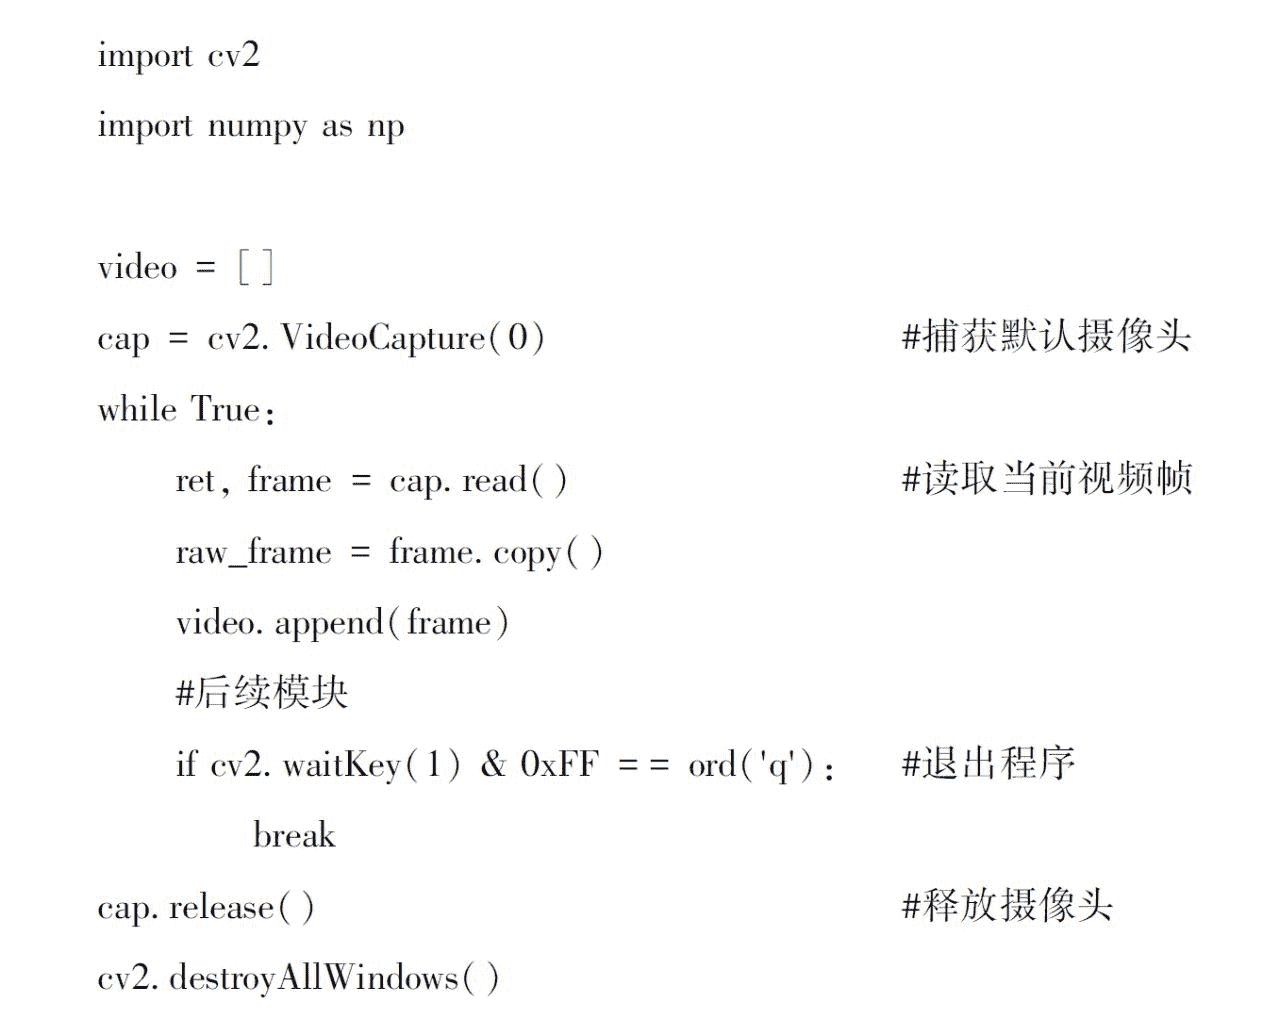 import cv2
import numpy as np
video = []
cap = cv2. VideoCapture(0) #捕获默认摄像头
while True:
ret, frame = cap. read() #读取当前视频帧
raw_frame = frame. copy()
video. append(frame)
#后续模块
if cv2. waitKey(1) & 0xFF == ord('q'): #退出程序
break
cap. release() #释放摄像头
cv2. destroyAllWindows()